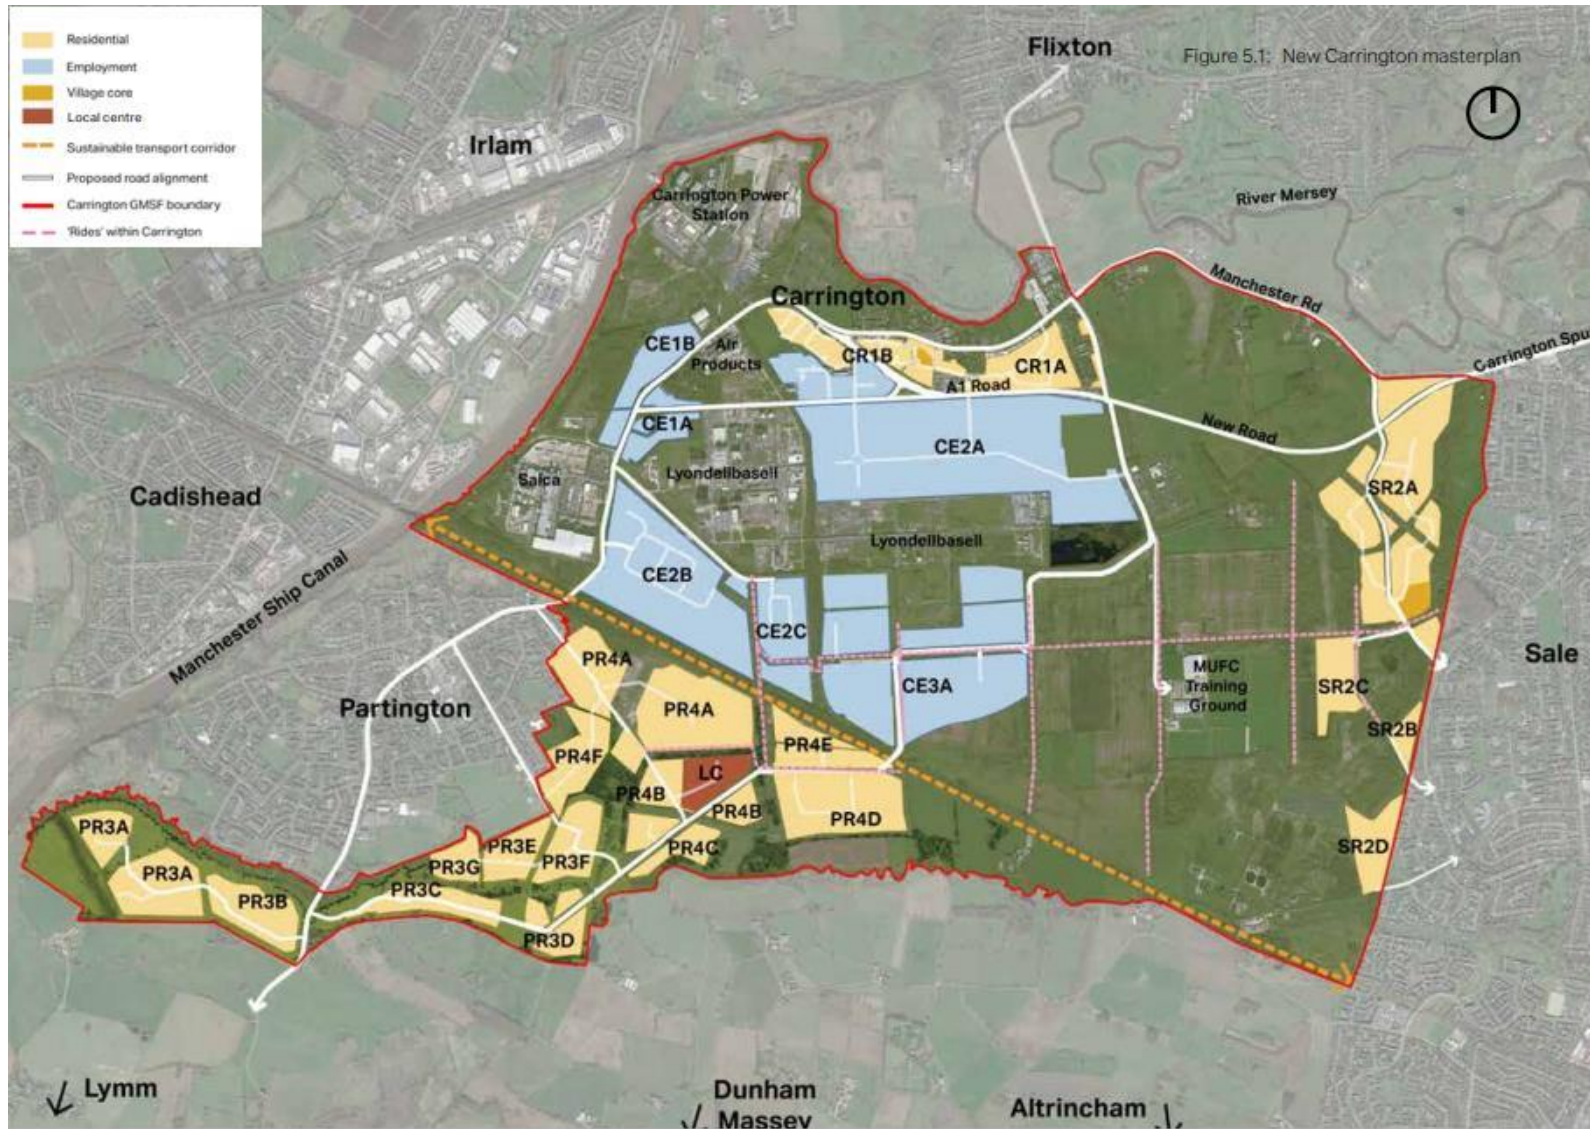 Residential
Employment
Village core
Local centre
Sustainable transport corridor
Proposed road alignment
Carrington GMSF boundary
'Rides' within Carrington
Figure 5.1: New Carrington masterplan
Flixton
Irlam
Carrington Power
Station
River Mersey
Manchester Rd
Carrington
Carrington Spu
CE1B
Air
Products
CR1B
CR1A
A1 Road
CE1A
New Road
CE2A
Lyondellbasell
Saica
SR2A
Cadishead
Lyondellbasell
Manchester Ship Canal
CE2B
CE2C
PR4A
CE3A
MUFC
Training
Ground
SR2C
Sale
Partington
PR4A
SR2B
PR4F
PR4E
LC
PR4B
PR4B
PR4D
PR3A
PR3E
PR4C
SR2D
PR3G
PR3F
PR3A
PR3C
PR3B
PR3D
Lymm
Dunham
Massey
Altrincham